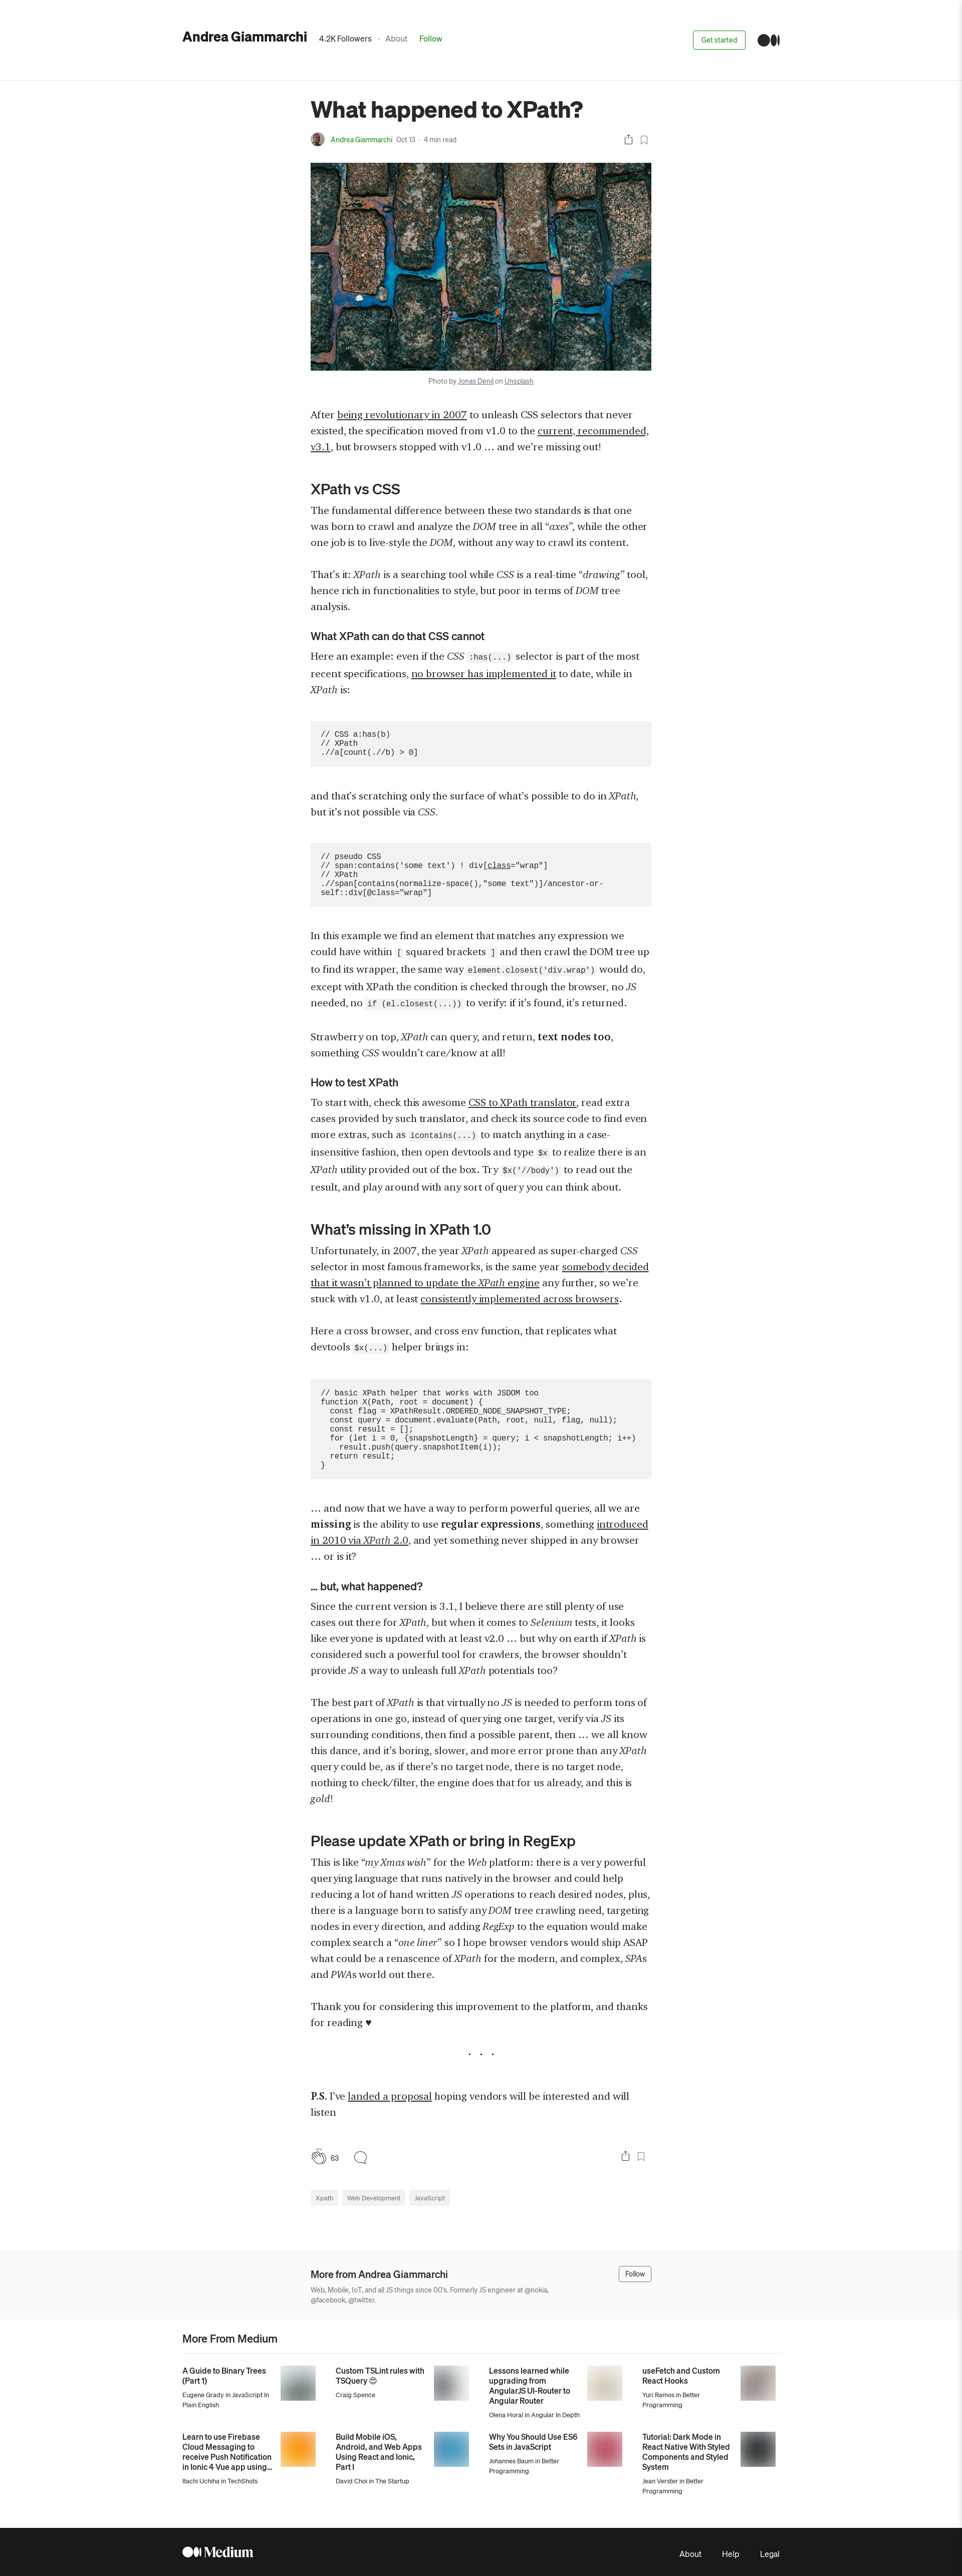 Andrea Giammarchi 4.2K Followers · About Follow Get started
What happened to XPath?
Andrea Giammarchi Oct 13 · 4 min read
Photo by Jonas Denil on Unsplash
After being revolutionary in 2007 to unleash CSS selectors that never
existed, the specification moved from v1.0 to the current, recommended,
v3.1, but browsers stopped with v1.0 … and we’re missing out!
XPath vs CSS
The fundamental difference between these two standards is that one
was born to crawl and analyze the DOM tree in all “axes”, while the other
one job is to live-style the DOM, without any way to crawl its content.
That’s it: XPath is a searching tool while CSS is a real-time “drawing” tool,
hence rich in functionalities to style, but poor in terms of DOM tree
analysis.
What XPath can do that CSS cannot
Here an example: even if the CSS :has(...) selector is part of the most
recent specifications, no browser has implemented it to date, while in
XPath is:
// CSS a:has(b)
// XPath
.//a[count(.//b) > 0]
and that’s scratching only the surface of what’s possible to do in XPath,
but it’s not possible via CSS.
// pseudo CSS
// span:contains('some text') ! div[class="wrap"]
// XPath
.//span[contains(normalize-space(),"some text")]/ancestor-or-
self::div[@class="wrap"]
In this example we find an element that matches any expression we
could have within [ squared brackets ] and then crawl the DOM tree up
to find its wrapper, the same way element.closest('div.wrap') would do,
except with XPath the condition is checked through the browser, no JS
needed, no if (el.closest(...)) to verify: if it’s found, it’s returned.
Strawberry on top, XPath can query, and return, text nodes too,
something CSS wouldn’t care/know at all!
How to test XPath
To start with, check this awesome CSS to XPath translator, read extra
cases provided by such translator, and check its source code to find even
more extras, such as icontains(...) to match anything in a case-
insensitive fashion, then open devtools and type $x to realize there is an
XPath utility provided out of the box. Try $x('//body') to read out the
result, and play around with any sort of query you can think about.
What’s missing in XPath 1.0
Unfortunately, in 2007, the year XPath appeared as super-charged CSS
selector in most famous frameworks, is the same year somebody decided
that it wasn’t planned to update the XPath engine any further, so we’re
stuck with v1.0, at least consistently implemented across browsers.
Here a cross browser, and cross env function, that replicates what
devtools $x(...) helper brings in:
// basic XPath helper that works with JSDOM too
function X(Path, root = document) {
  const flag = XPathResult.ORDERED_NODE_SNAPSHOT_TYPE;
  const query = document.evaluate(Path, root, null, flag, null);
  const result = [];
  for (let i = 0, {snapshotLength} = query; i < snapshotLength; i++)
    result.push(query.snapshotItem(i));
  return result;
}
… and now that we have a way to perform powerful queries, all we are
missing is the ability to use regular expressions, something introduced
in 2010 via XPath 2.0, and yet something never shipped in any browser
… or is it?
… but, what happened?
Since the current version is 3.1, I believe there are still plenty of use
cases out there for XPath, but when it comes to Selenium tests, it looks
like everyone is updated with at least v2.0 … but why on earth if XPath is
considered such a powerful tool for crawlers, the browser shouldn’t
provide JS a way to unleash full XPath potentials too?
The best part of XPath is that virtually no JS is needed to perform tons of
operations in one go, instead of querying one target, verify via JS its
surrounding conditions, then find a possible parent, then … we all know
this dance, and it’s boring, slower, and more error prone than any XPath
query could be, as if there’s no target node, there is no target node,
nothing to check/filter, the engine does that for us already, and this is
gold!
Please update XPath or bring in RegExp
This is like “my Xmas wish” for the Web platform: there is a very powerful
querying language that runs natively in the browser and could help
reducing a lot of hand written JS operations to reach desired nodes, plus,
there is a language born to satisfy any DOM tree crawling need, targeting
nodes in every direction, and adding RegExp to the equation would make
complex search a “one liner” so I hope browser vendors would ship ASAP
what could be a renascence of XPath for the modern, and complex, SPAs
and PWAs world out there.
Thank you for considering this improvement to the platform, and thanks
for reading ♥
. . .
P.S. I’ve landed a proposal hoping vendors will be interested and will
listen
63
Xpath Web Development JavaScript
More from Andrea Giammarchi Follow
Web, Mobile, IoT, and all JS things since 00's. Formerly JS engineer at @nokia,
@facebook, @twitter.
More From Medium
A Guide to Binary Trees
(Part 1)
Eugene Grady in JavaScript In
Plain English
Custom TSLint rules with
TSQuery 😍
Craig Spence
Lessons learned while
upgrading from
AngularJS UI-Router to
Angular Router
Olena Horal in Angular In Depth
useFetch and Custom
React Hooks
Yuri Ramos in Better
Programming
Learn to use Firebase
Cloud Messaging to
receive Push Notification
in Ionic 4 Vue app using…
Itachi Uchiha in TechShots
Build Mobile iOS,
Android, and Web Apps
Using React and Ionic,
Part I
David Choi in The Startup
Why You Should Use ES6
Sets in JavaScript
Johannes Baum in Better
Programming
Tutorial: Dark Mode in
React Native With Styled
Components and Styled
System
Jean Verster in Better
Programming
Medium About Help Legal